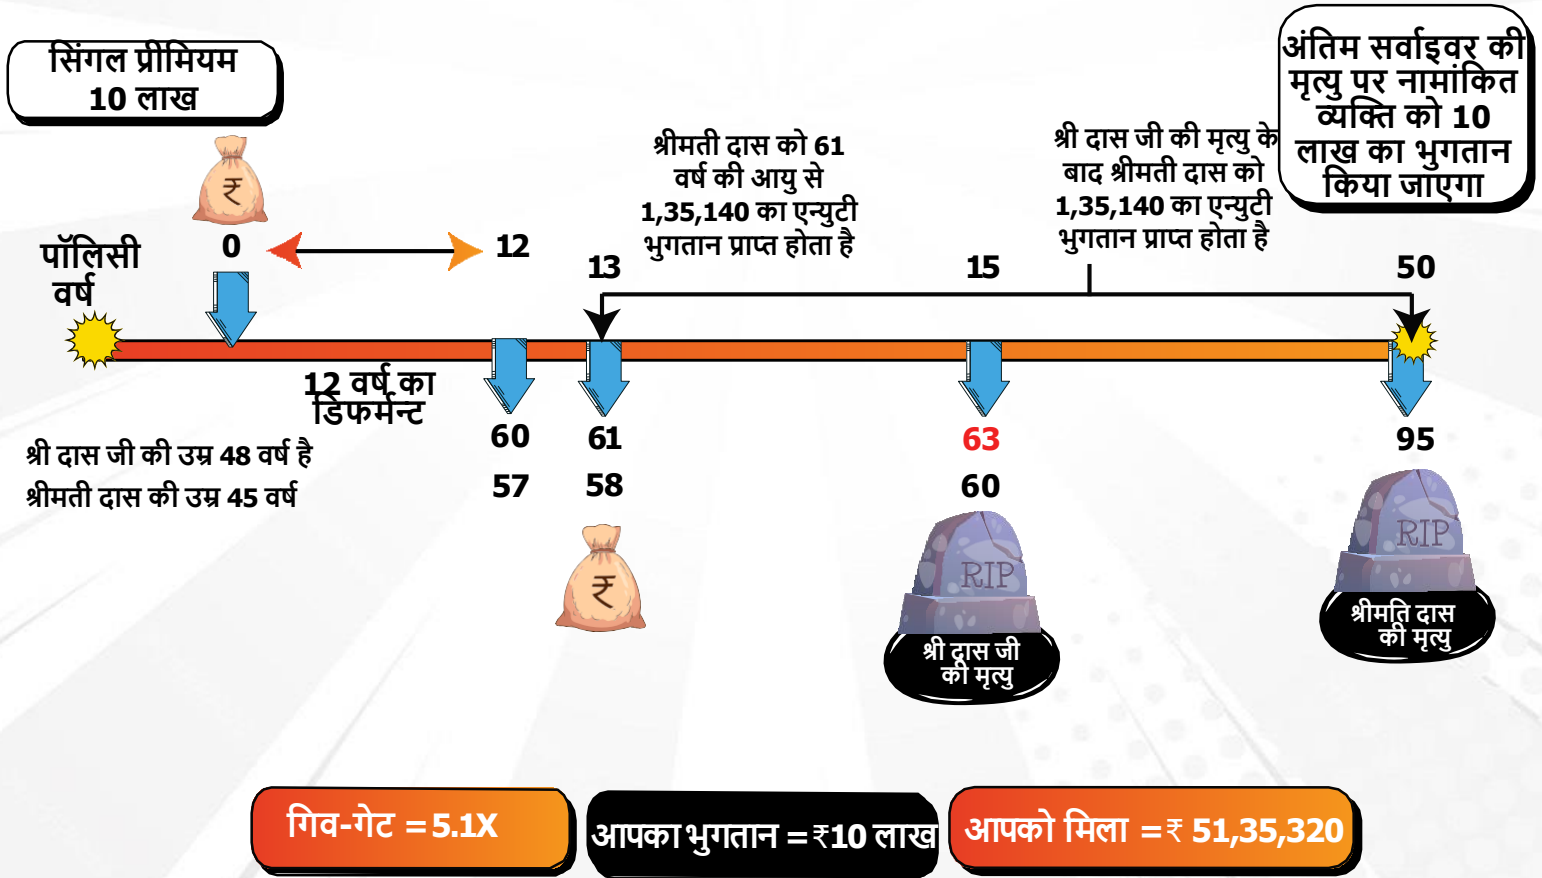 सिंगल प्रीमियम
10 लाख
₹
पॉलिसी
वर्ष
0
12
13
श्रीमती दास को 61
वर्ष की आयु से
1,35,140 का एन्युटी
भुगतान प्राप्त होता है
15
श्री दास जी की मृत्यु के
बाद श्रीमती दास को
1,35,140 का एन्युटी
भुगतान प्राप्त होता है
50
अंतिम सर्वाइवर की
मृत्यु पर नामांकित
व्यक्ति को 10
लाख का भुगतान
किया जाएगा
12 वर्ष का
डिफर्मेन्ट
श्री दास जी की उम्र 48 वर्ष है
श्रीमती दास की उम्र 45 वर्ष
60
57
61
58
₹
63
60
RIP
श्री दास जी
की मृत्यु
95
RIP
श्रीमति दास
की मृत्यु
गिव-गेट = 5.1X
आपका भुगतान = ₹10 लाख
आपको मिला = ₹ 51,35,320